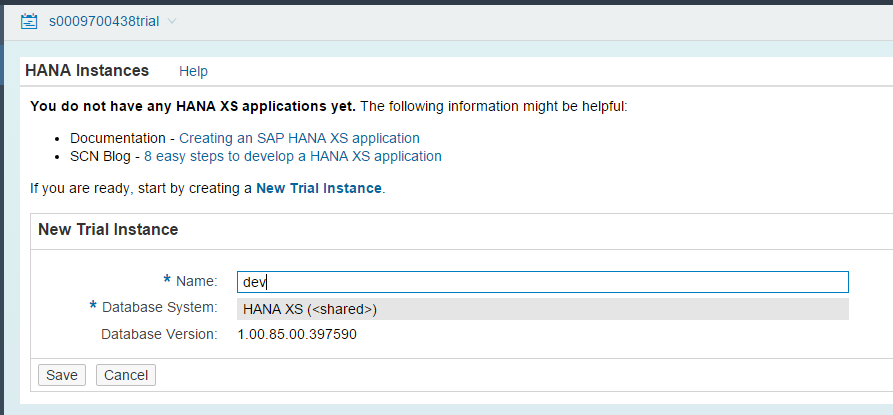 s0009700438trial
HANA Instances Help
You do not have any HANA XS applications yet. The following information might be helpful:
• Documentation - Creating an SAP HANA XS application
• SCN Blog - 8 easy steps to develop a HANA XS application
If you are ready, start by creating a New Trial Instance.
New Trial Instance
* Name: dev
* Database System: HANA XS (<shared>)
Database Version: 1.00.85.00.397590
Save Cancel